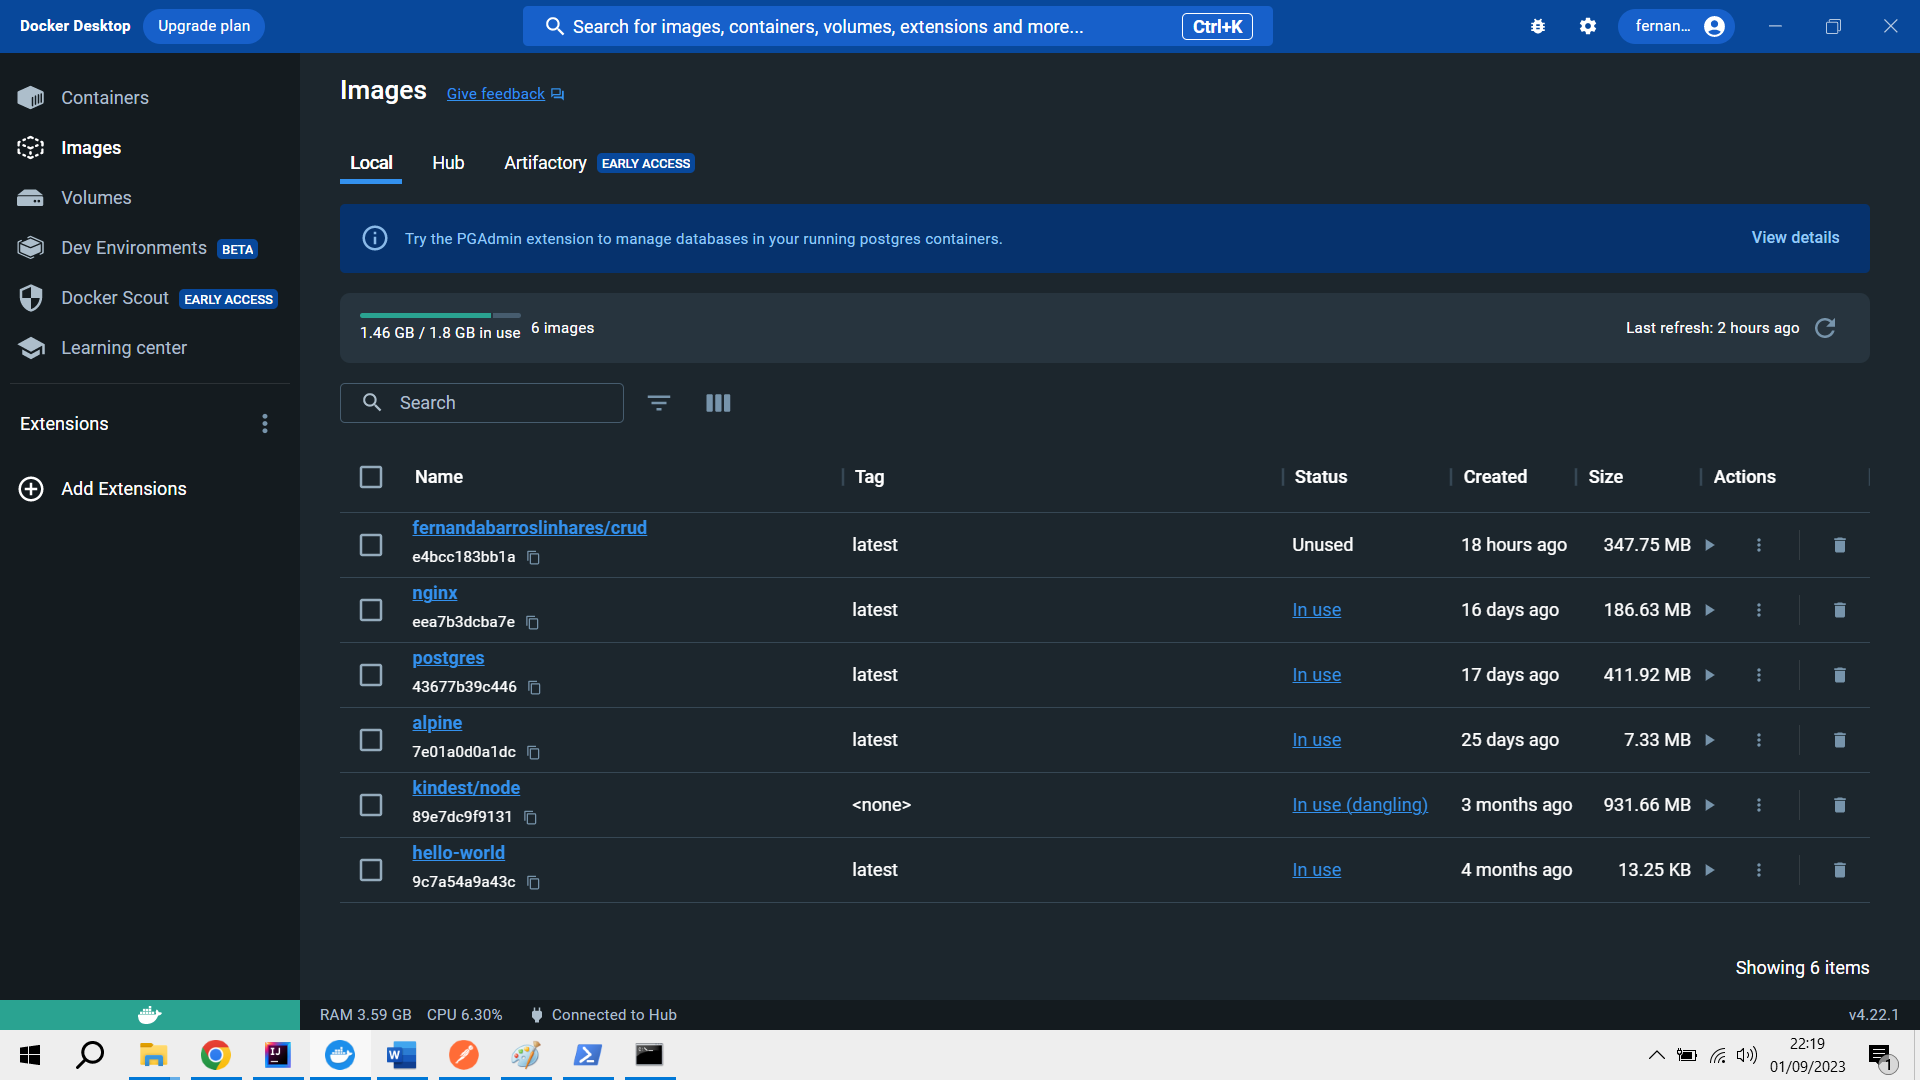 Docker Desktop
Upgrade plan
Search for images, containers, volumes, extensions and more...
Ctrl+K
fernan...
Containers
Images
Volumes
Dev Environments BETA
Docker Scout EARLY ACCESS
Learning center
Extensions
Add Extensions
Images
Give feedback
Local
Hub
Artifactory EARLY ACCESS
Try the PGAdmin extension to manage databases in your running postgres containers.
View details
1.46 GB / 1.8 GB in use
6 images
Last refresh: 2 hours ago
Search
Name Tag Status Created Size Actions
fernandabarroslinhares/crud
e4bcc183bb1a
latest Unused 18 hours ago 347.75 MB
nginx
eea7b3dcba7e
latest In use 16 days ago 186.63 MB
postgres
43677b39c446
latest In use 17 days ago 411.92 MB
alpine
7e01a0d0a1dc
latest In use 25 days ago 7.33 MB
kindest/node
89e7dc9f9131
<none> In use (dangling) 3 months ago 931.66 MB
hello-world
9c7a54a9a43c
latest In use 4 months ago 13.25 KB
Showing 6 items
RAM 3.59 GB CPU 6.30% Connected to Hub
v4.22.1
IJ
W
22:19
01/09/2023
1